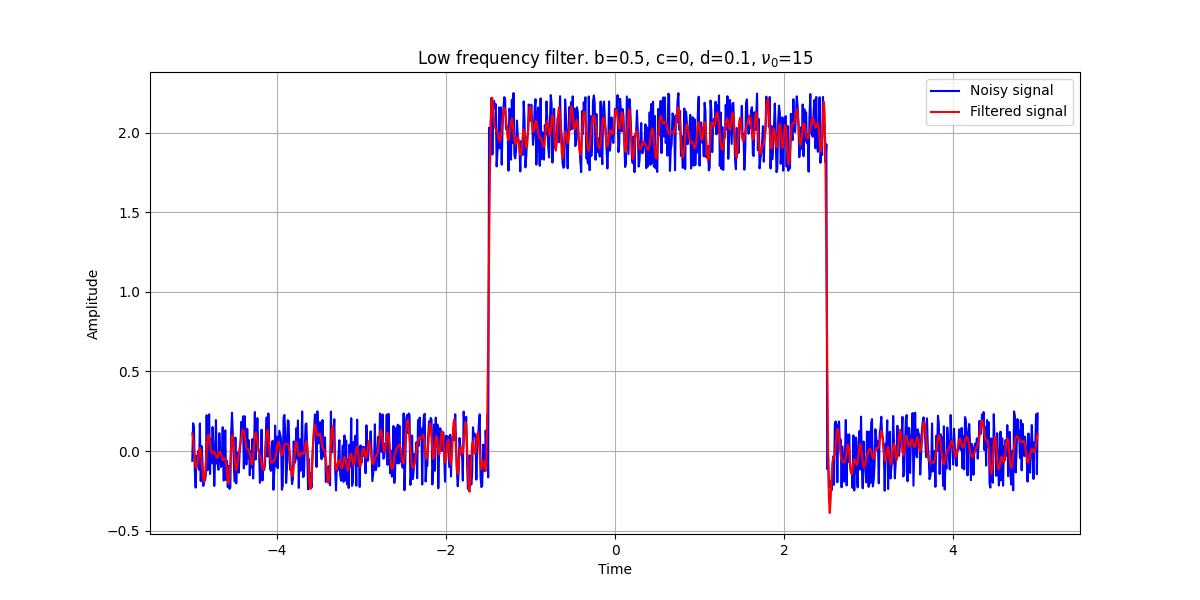 Low frequency filter. b=0.5, c=0, d=0.1, ν₀=15
Noisy signal
Filtered signal
Amplitude
2.0
1.5
1.0
0.5
0.0
−0.5
−4
−2
0
2
4
Time